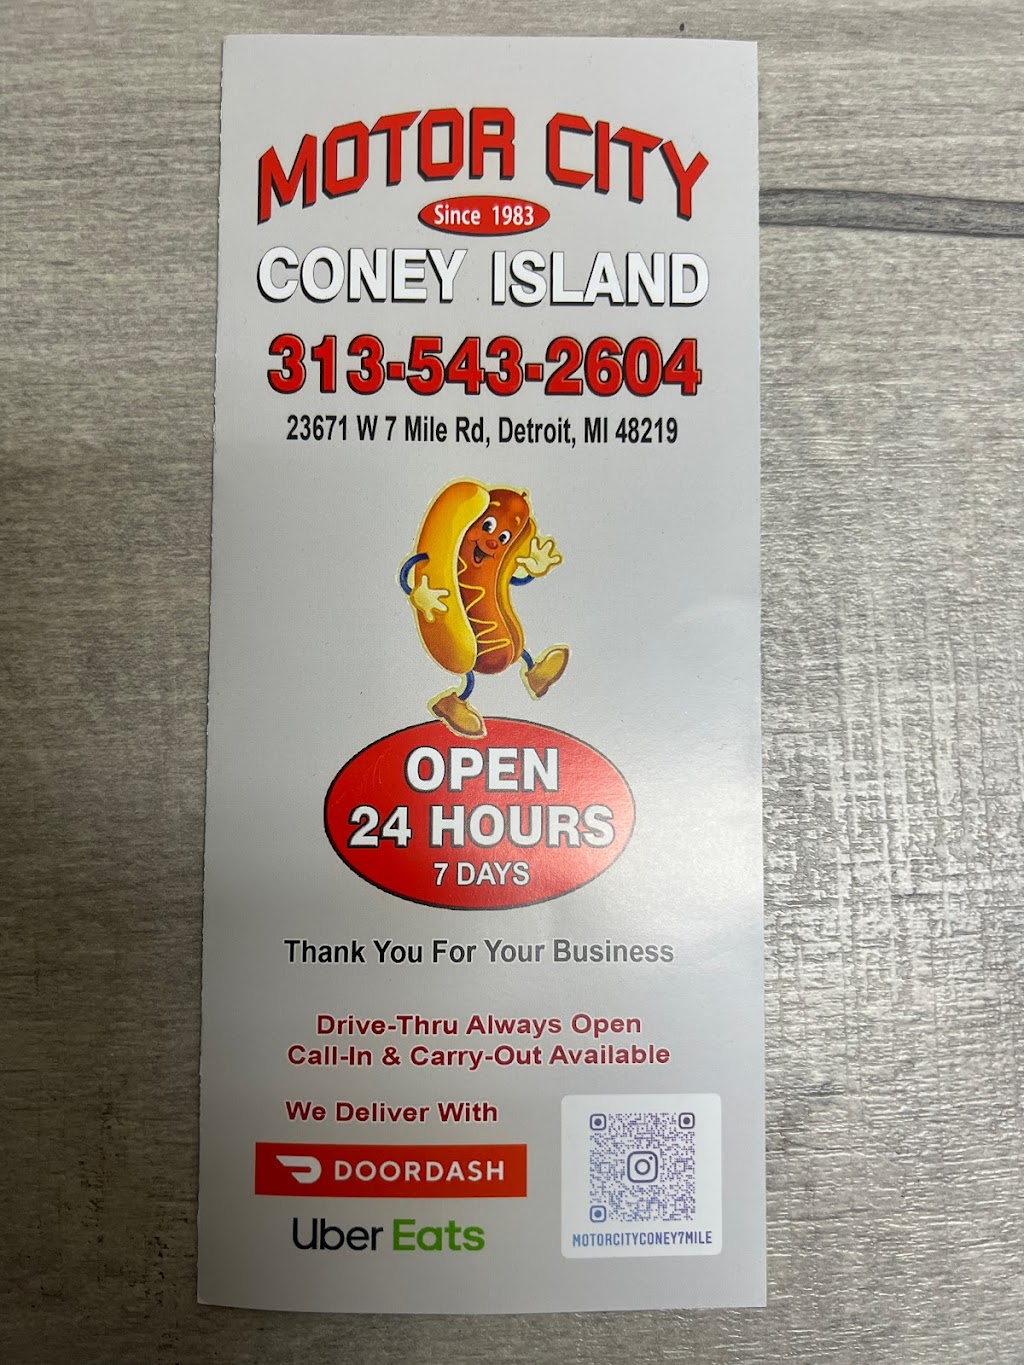 MOTOR CITY
Since 1983
CONEY ISLAND
313-543-2604
23671 W 7 Mile Rd, Detroit, MI 48219
OPEN
24 HOURS
7 DAYS
Thank You For Your Business
Drive-Thru Always Open
Call-In & Carry-Out Available
We Deliver With
DOORDASH
Uber Eats
MOTORCITYCONEY7MILE